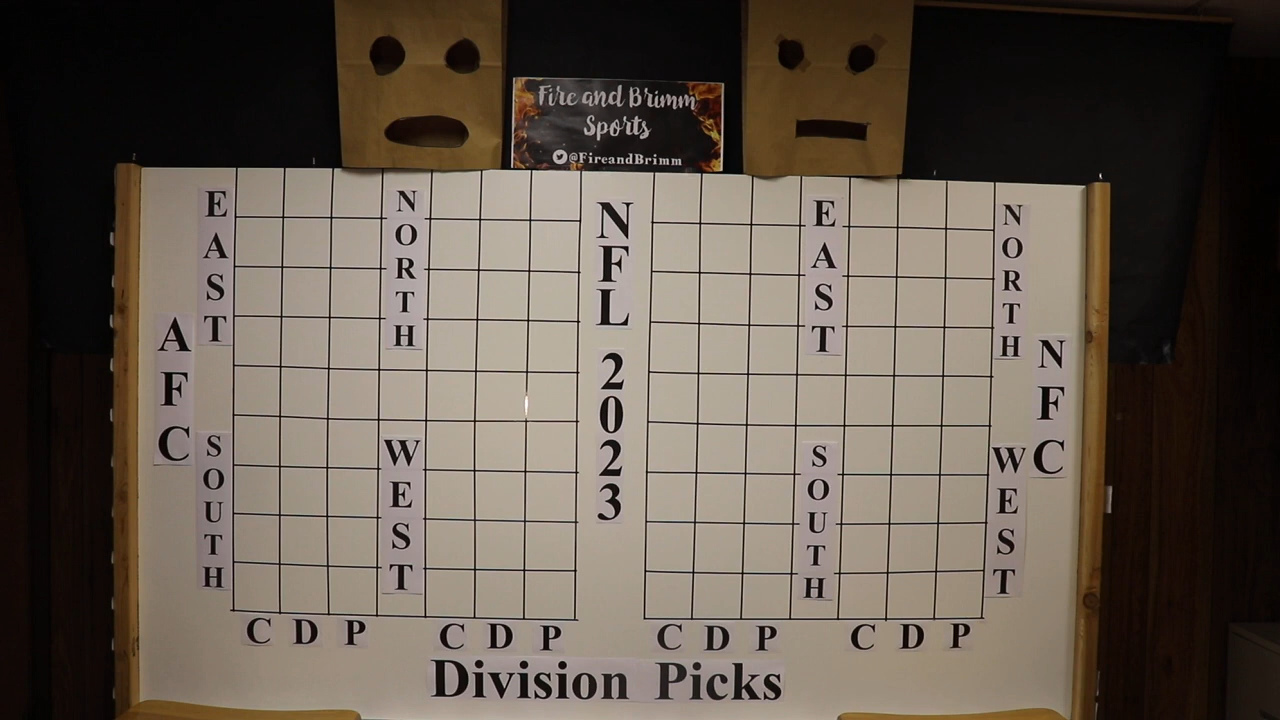 Fire and Brimm
Sports
@FireandBrimm
EAST
NORTH
NFL
2023
EAST
NORTH
AFC
NFC
SOUTH
WEST
SOUTH
WEST
C D P C D P C D P C D P
Division Picks